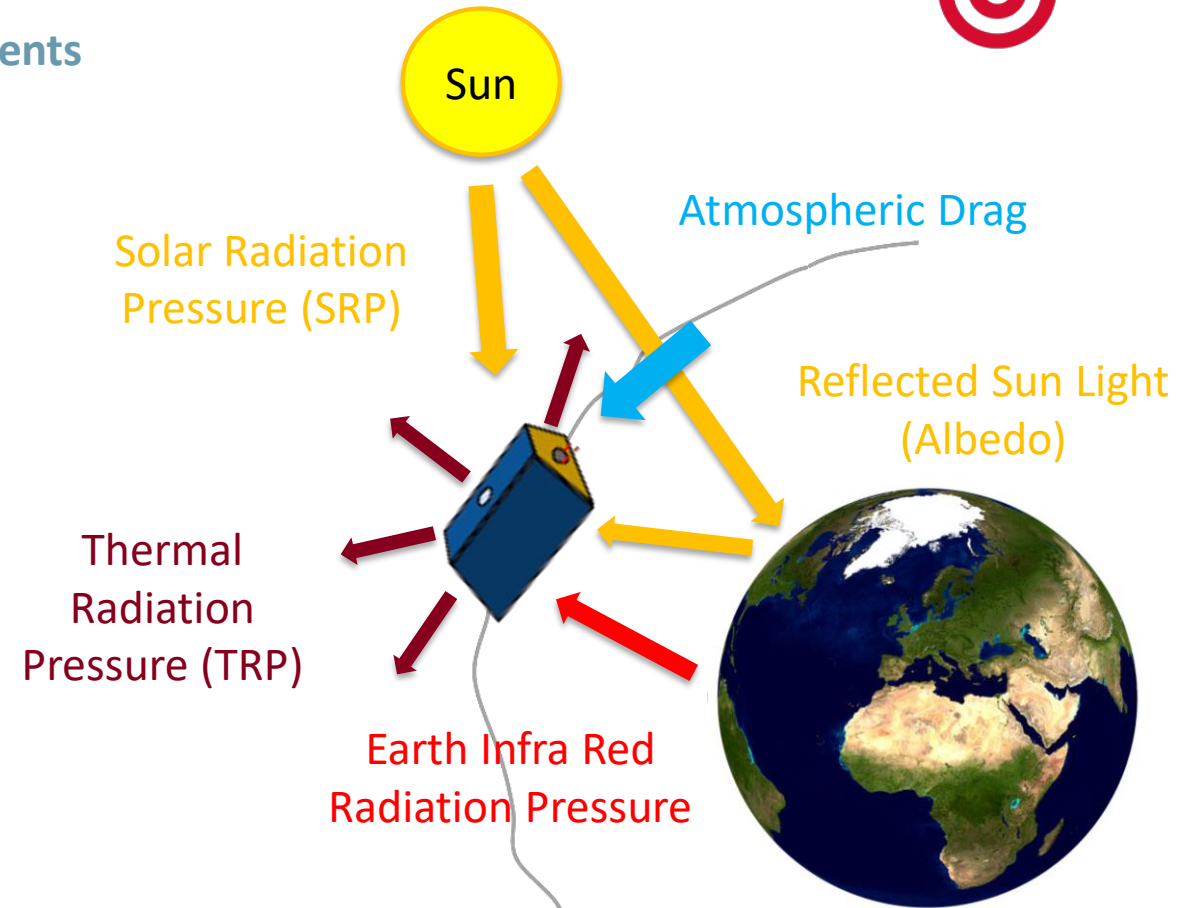 Sun
Atmospheric Drag
Solar Radiation
Pressure (SRP)
Reflected Sun Light
(Albedo)
Thermal
Radiation
Pressure (TRP)
Earth Infra Red
Radiation Pressure